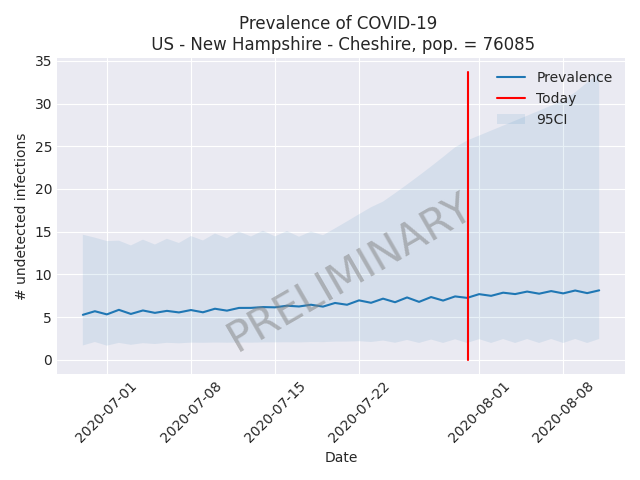 Prevalence of COVID-19
US - New Hampshire - Cheshire, pop. = 76085
35
30
25
20
15
10
5
0
# undetected infections
Prevalence
Today
95CI
PRELIMINARY
2020-07-01
2020-07-08
2020-07-15
2020-07-22
2020-08-01
2020-08-08
Date